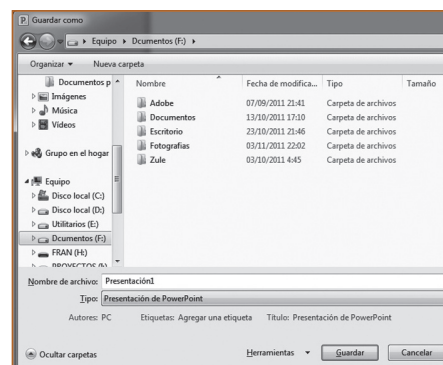 Guardar como
Equipo ▸ Dcumentos (F:) ▸
Organizar ▾ Nueva carpeta
Documentos p
Imágenes
Música
Vídeos
Grupo en el hogar
Equipo
Disco local (C:)
Disco local (D:)
Utilitarios (E:)
Dcumentos (F:)
FRAN (H:)
Nombre Fecha de modifica... Tipo Tamaño
Adobe 07/09/2011 21:41 Carpeta de archivos
Documentos 13/10/2011 17:10 Carpeta de archivos
Escritorio 23/10/2011 21:46 Carpeta de archivos
Fotografias 03/11/2011 22:02 Carpeta de archivos
Zule 03/10/2011 4:45 Carpeta de archivos
Nombre de archivo: Presentación1
Tipo: Presentación de PowerPoint
Autores: PC Etiquetas: Agregar una etiqueta Título: Presentación de PowerPoint
Ocultar carpetas Herramientas ▾ Guardar Cancelar